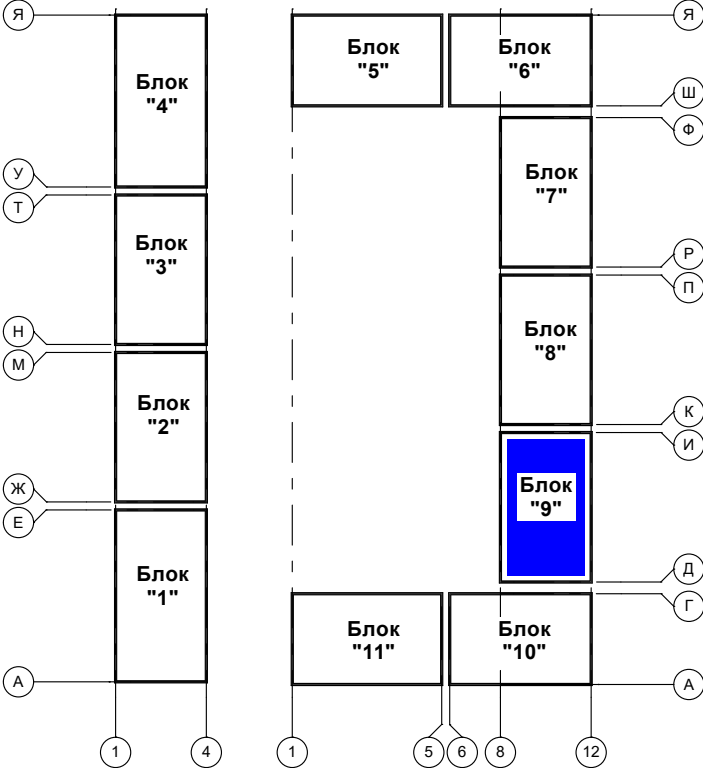 Я
Я
Блок
"4"
Блок
"5"
Блок
"6"
Ш
Ф
У
Т
Блок
"7"
Блок
"3"
Р
П
Н
М
Блок
"8"
Блок
"2"
К
И
Ж
Е
Блок
"9"
Блок
"1"
Д
Г
Блок
"11"
Блок
"10"
А
А
1
4
1
5
6
8
12